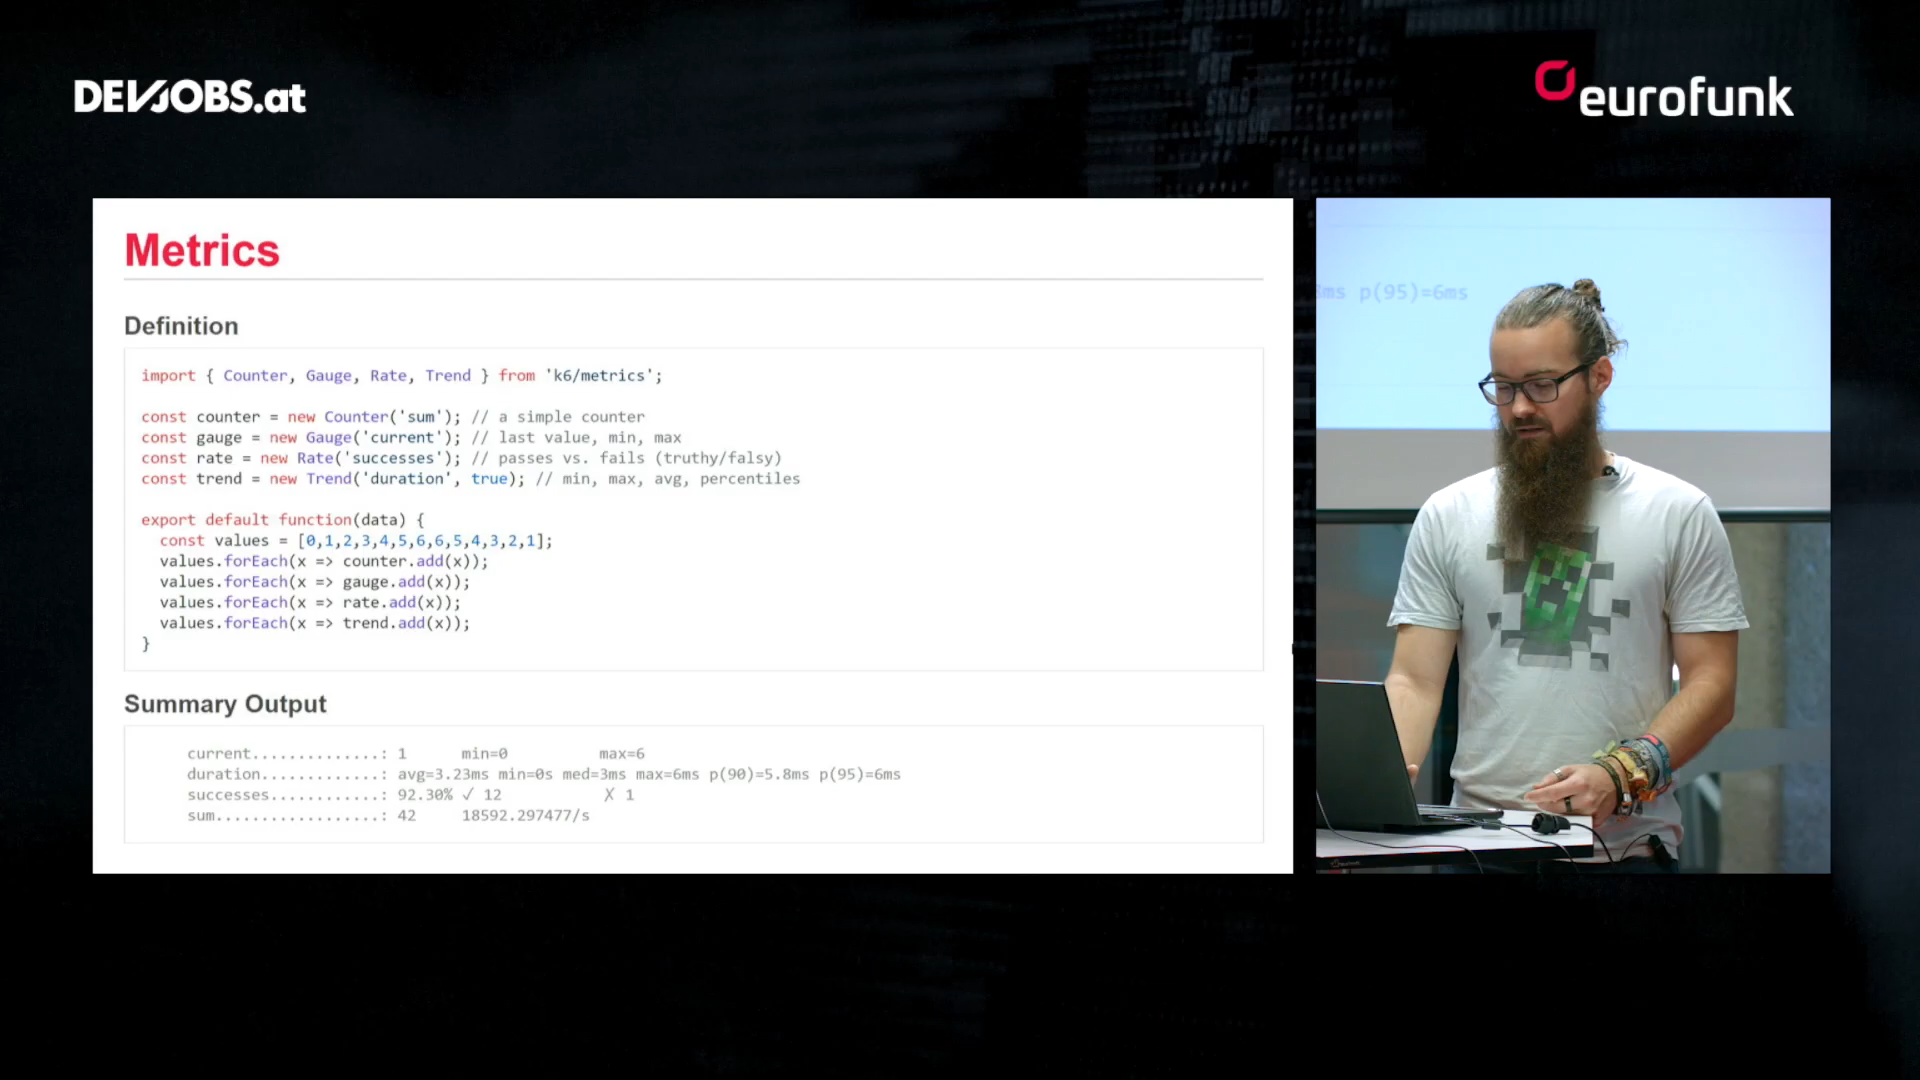 DEVJOBS.at
eurofunk
Metrics
Definition
import { Counter, Gauge, Rate, Trend } from 'k6/metrics';
const counter = new Counter('sum'); // a simple counter
const gauge = new Gauge('current'); // last value, min, max
const rate = new Rate('successes'); // passes vs. fails (truthy/falsy)
const trend = new Trend('duration', true); // min, max, avg, percentiles
export default function(data) {
const values = [0,1,2,3,4,5,6,6,5,4,3,2,1];
values.forEach(x => counter.add(x));
values.forEach(x => gauge.add(x));
values.forEach(x => rate.add(x));
values.forEach(x => trend.add(x));
}
Summary Output
current..............: 1 min=0 max=6
duration.............: avg=3.23ms min=0s med=3ms max=6ms p(90)=5.8ms p(95)=6ms
successes............: 92.30% ✓ 12 ✗ 1
sum..................: 42 18592.297477/s
ms p(95)=6ms